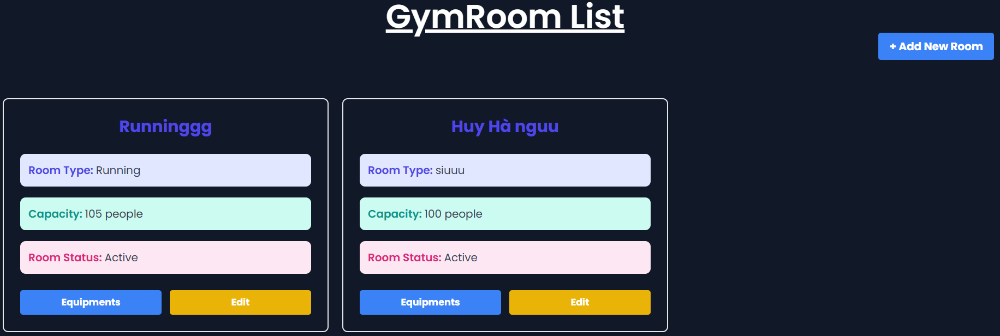 GymRoom List
+ Add New Room
Runninggg
Room Type: Running
Capacity: 105 people
Room Status: Active
Equipments
Edit
Huy Hà nguu
Room Type: siuuu
Capacity: 100 people
Room Status: Active
Equipments
Edit